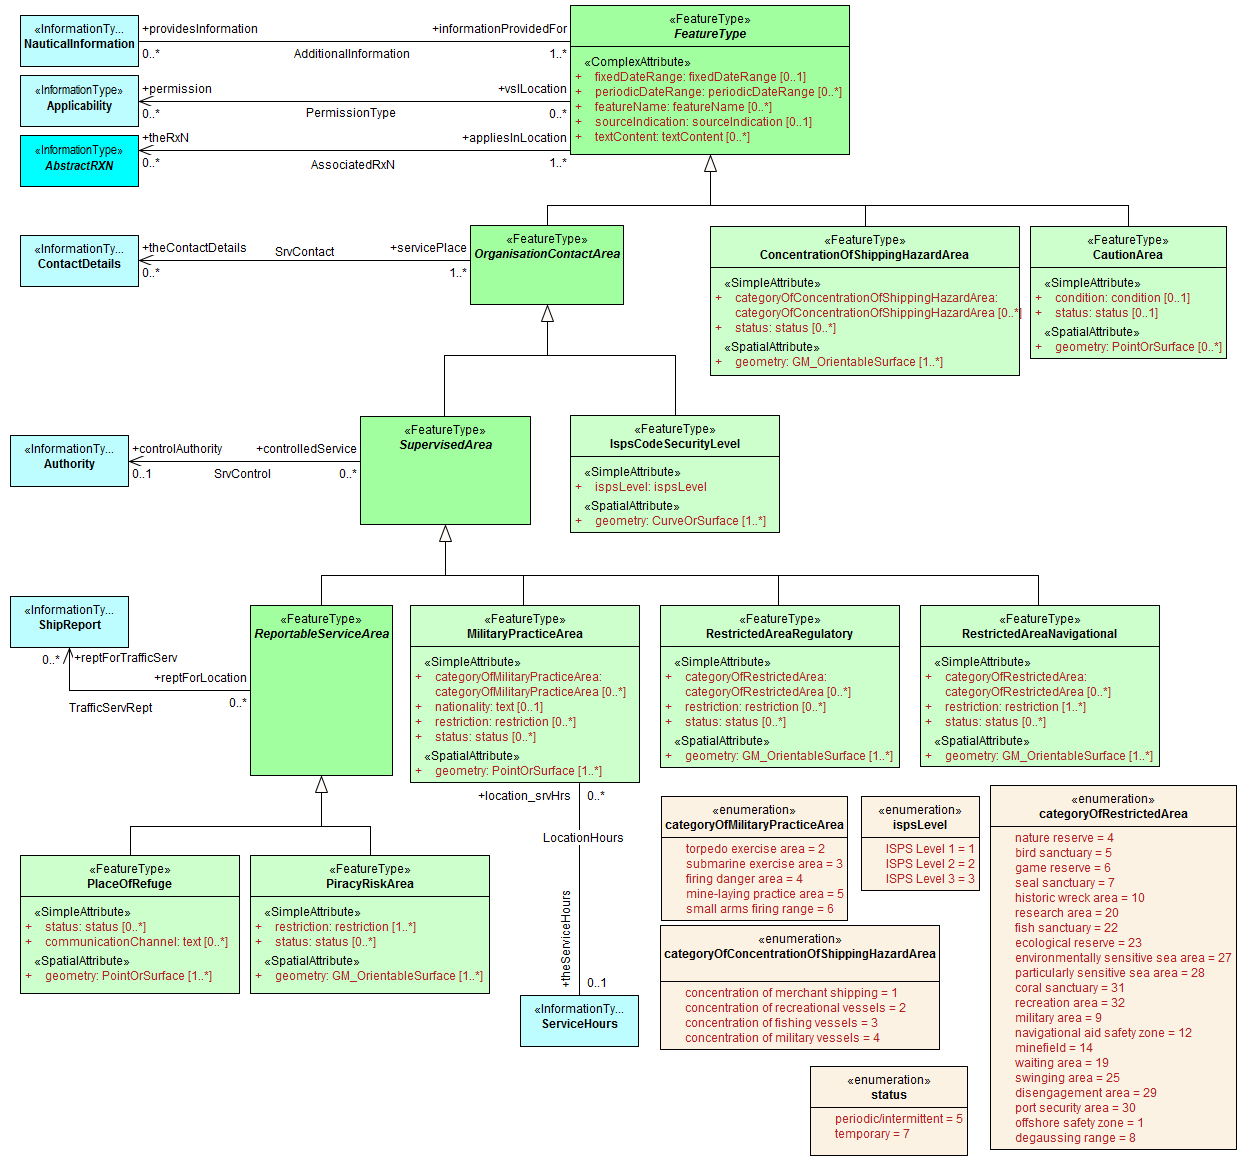 «InformationTy...
NauticalInformation
+providesInformation
+informationProvidedFor
0..*
AdditionalInformation
1..*
«FeatureType»
FeatureType
«ComplexAttribute»
+ fixedDateRange: fixedDateRange [0..1]
+ periodicDateRange: periodicDateRange [0..*]
+ featureName: featureName [0..*]
+ sourceIndication: sourceIndication [0..1]
+ textContent: textContent [0..*]
«InformationType»
Applicability
+permission
+vslLocation
0..*
PermissionType
0..*
«InformationType»
AbstractRXN
+theRxN
+appliesInLocation
0..*
AssociatedRxN
1..*
«InformationTy...
ContactDetails
+theContactDetails
SrvContact
+servicePlace
0..*
1..*
«FeatureType»
OrganisationContactArea
«FeatureType»
ConcentrationOfShippingHazardArea
«SimpleAttribute»
+ categoryOfConcentrationOfShippingHazardArea:
categoryOfConcentrationOfShippingHazardArea [0..*]
+ status: status [0..*]
«SpatialAttribute»
+ geometry: GM_OrientableSurface [1..*]
«FeatureType»
CautionArea
«SimpleAttribute»
+ condition: condition [0..1]
+ status: status [0..1]
«SpatialAttribute»
+ geometry: PointOrSurface [0..*]
«InformationTy...
Authority
+controlAuthority
+controlledService
0..1
SrvControl
0..*
«FeatureType»
SupervisedArea
«FeatureType»
IspsCodeSecurityLevel
«SimpleAttribute»
+ ispsLevel: ispsLevel
«SpatialAttribute»
+ geometry: CurveOrSurface [1..*]
«InformationTy...
ShipReport
0..*
+reptForTrafficServ
+reptForLocation
TrafficServRept
0..*
«FeatureType»
ReportableServiceArea
«FeatureType»
MilitaryPracticeArea
«SimpleAttribute»
+ categoryOfMilitaryPracticeArea:
categoryOfMilitaryPracticeArea [0..*]
+ nationality: text [0..1]
+ restriction: restriction [0..*]
+ status: status [0..*]
«SpatialAttribute»
+ geometry: PointOrSurface [1..*]
«FeatureType»
RestrictedAreaRegulatory
«SimpleAttribute»
+ categoryOfRestrictedArea:
categoryOfRestrictedArea [0..*]
+ restriction: restriction [0..*]
+ status: status [0..*]
«SpatialAttribute»
+ geometry: GM_OrientableSurface [1..*]
«FeatureType»
RestrictedAreaNavigational
«SimpleAttribute»
+ categoryOfRestrictedArea:
categoryOfRestrictedArea [0..*]
+ restriction: restriction [1..*]
+ status: status [0..*]
«SpatialAttribute»
+ geometry: GM_OrientableSurface [1..*]
+location_srvHrs
0..*
LocationHours
+theServiceHours
0..1
«InformationTy...
ServiceHours
«FeatureType»
PlaceOfRefuge
«SimpleAttribute»
+ status: status [0..*]
+ communicationChannel: text [0..*]
«SpatialAttribute»
+ geometry: PointOrSurface [1..*]
«FeatureType»
PiracyRiskArea
«SimpleAttribute»
+ restriction: restriction [1..*]
+ status: status [0..*]
«SpatialAttribute»
+ geometry: GM_OrientableSurface [1..*]
«enumeration»
categoryOfMilitaryPracticeArea
torpedo exercise area = 2
submarine exercise area = 3
firing danger area = 4
mine-laying practice area = 5
small arms firing range = 6
«enumeration»
ispsLevel
ISPS Level 1 = 1
ISPS Level 2 = 2
ISPS Level 3 = 3
«enumeration»
categoryOfConcentrationOfShippingHazardArea
concentration of merchant shipping = 1
concentration of recreational vessels = 2
concentration of fishing vessels = 3
concentration of military vessels = 4
«enumeration»
categoryOfRestrictedArea
nature reserve = 4
bird sanctuary = 5
game reserve = 6
seal sanctuary = 7
historic wreck area = 10
research area = 20
fish sanctuary = 22
ecological reserve = 23
environmentally sensitive sea area = 27
particularly sensitive sea area = 28
coral sanctuary = 31
recreation area = 32
military area = 9
navigational aid safety zone = 12
minefield = 14
waiting area = 19
swinging area = 25
disengagement area = 29
port security area = 30
offshore safety zone = 1
degaussing range = 8
«enumeration»
status
periodic/intermittent = 5
temporary = 7